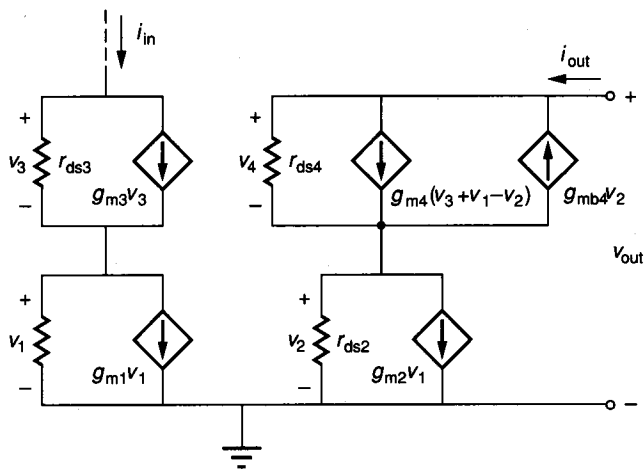 i_in
i_out
+
+
+
v_3
r_ds3
v_4
r_ds4
−
g_m3v_3
−
g_m4(v_3 + v_1 − v_2)
g_mb4v_2
v_out
+
+
v_1
v_2
r_ds2
−
g_m1v_1
−
g_m2v_1
−